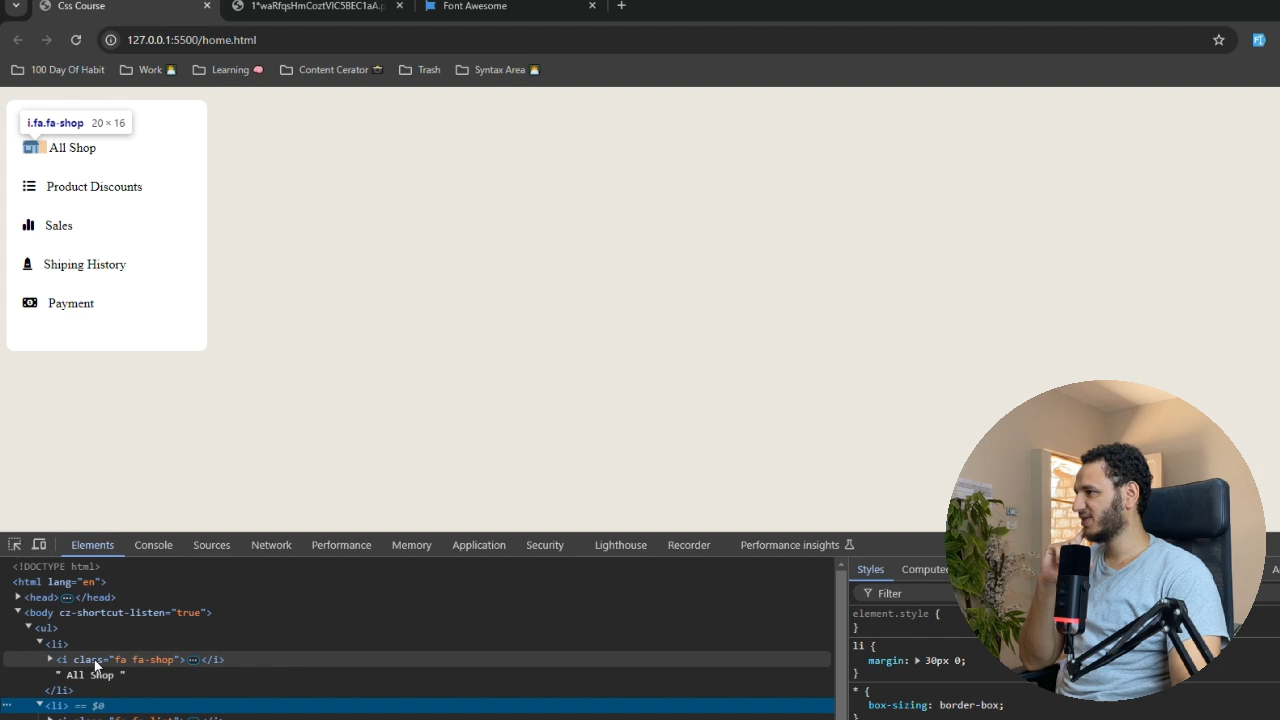 Css Course
1*waRfqsHmCoztVlC5BEC1aA.p
Font Awesome
127.0.0.1:5500/home.html
100 Day Of Habit
Work
Learning
Content Cerator
Trash
Syntax Area
i.fa.fa-shop 20 × 16
All Shop
Product Discounts
Sales
Shiping History
Payment
Elements Console Sources Network Performance Memory Application Security Lighthouse Recorder Performance insights
<!DOCTYPE html>
<html lang="en">
<head> </head>
<body cz-shortcut-listen="true">
<ul>
<li>
<i class="fa fa-shop"> </i>
" All Shop "
</li>
<li> == $0
Styles Computed
Filter
element.style {
}
li {
margin: 30px 0;
}
* {
box-sizing: border-box;